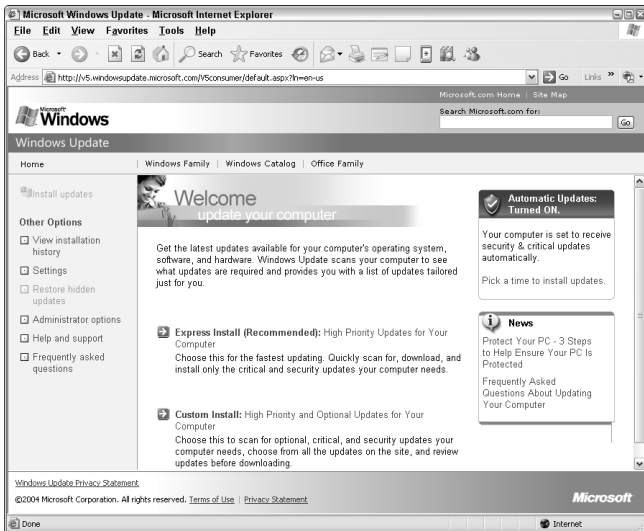 Microsoft Windows Update - Microsoft Internet Explorer
File Edit View Favorites Tools Help
Back Search Favorites
Address http://v5.windowsupdate.microsoft.com/V5consumer/default.aspx?ln=en-us Go Links »
Microsoft.com Home | Site Map
Search Microsoft.com for:
Go
Microsoft
Windows
Windows Update
Home | Windows Family | Windows Catalog | Office Family
Install updates
Other Options
View installation
history
Settings
Restore hidden
updates
Administrator options
Help and support
Frequently asked
questions
Welcome
update your computer
Get the latest updates available for your computer's operating system,
software, and hardware. Windows Update scans your computer to see
what updates are required and provides you with a list of updates tailored
just for you.
Express Install (Recommended): High Priority Updates for Your
Computer
Choose this for the fastest updating. Quickly scan for, download, and
install only the critical and security updates your computer needs.
Custom Install: High Priority and Optional Updates for Your
Computer
Choose this to scan for optional, critical, and security updates your
computer needs, choose from all the updates on the site, and review
updates before downloading.
Automatic Updates:
Turned ON.
Your computer is set to receive
security & critical updates
automatically.
Pick a time to install updates.
News
Protect Your PC - 3 Steps
to Help Ensure Your PC Is
Protected
Frequently Asked
Questions About Updating
Your Computer
Windows Update Privacy Statement
©2004 Microsoft Corporation. All rights reserved. Terms of Use | Privacy Statement
Microsoft
Done Internet